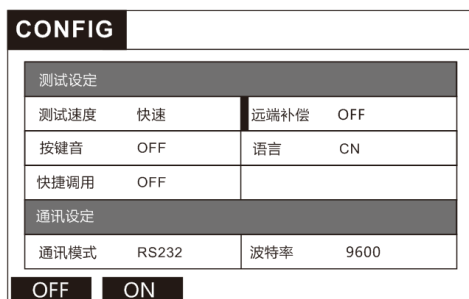 CONFIG
测试设定
测试速度 快速 远端补偿 OFF
按键音 OFF 语言 CN
快捷调用 OFF
通讯设定
通讯模式 RS232 波特率 9600
OFF ON